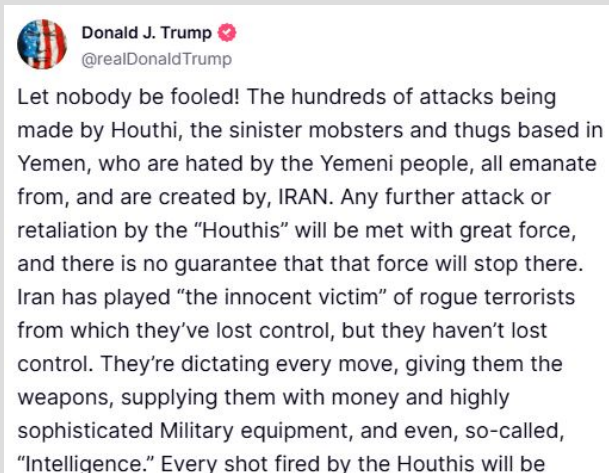 Donald J. Trump
@realDonaldTrump
Let nobody be fooled! The hundreds of attacks being
made by Houthi, the sinister mobsters and thugs based in
Yemen, who are hated by the Yemeni people, all emanate
from, and are created by, IRAN. Any further attack or
retaliation by the “Houthis” will be met with great force,
and there is no guarantee that that force will stop there.
Iran has played “the innocent victim” of rogue terrorists
from which they’ve lost control, but they haven’t lost
control. They’re dictating every move, giving them the
weapons, supplying them with money and highly
sophisticated Military equipment, and even, so-called,
“Intelligence.” Every shot fired by the Houthis will be